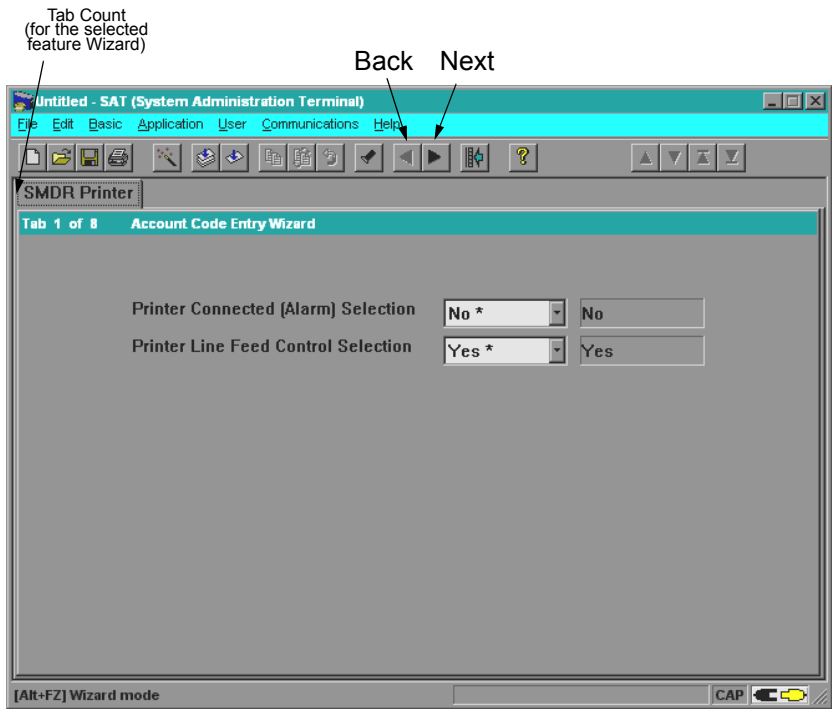 Tab Count
(for the selected
feature Wizard)
Back Next
Untitled - SAT (System Administration Terminal)
File Edit Basic Application User Communications Help
SMDR Printer
Tab 1 of 8 Account Code Entry Wizard
Printer Connected (Alarm) Selection No * No
Printer Line Feed Control Selection Yes * Yes
[Alt+FZ] Wizard mode CAP